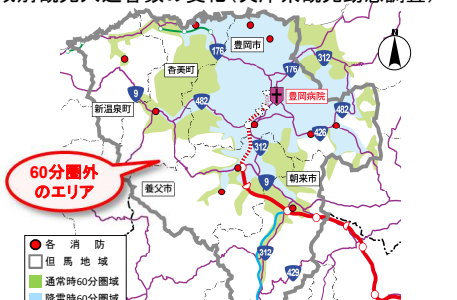 豊岡市
176
香美町
176
312
豊岡病院
9
482
新温泉町
482
426
312
60分圏外
のエリア
養父市
9
朝来市
各 消 防
312
但 馬 地 域
429
通常時60分圏域
降雪時60分圏域